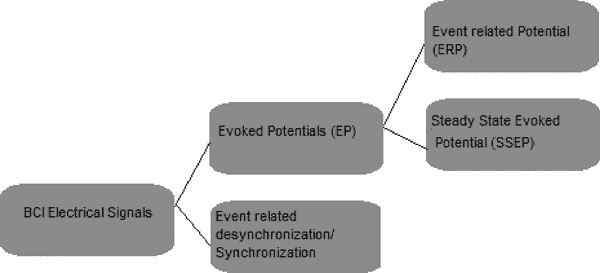 Event related Potential
(ERP)
Evoked Potentials (EP)
Steady State Evoked
Potential (SSEP)
BCI Electrical Signals
Event related
desynchronization/
Synchronization